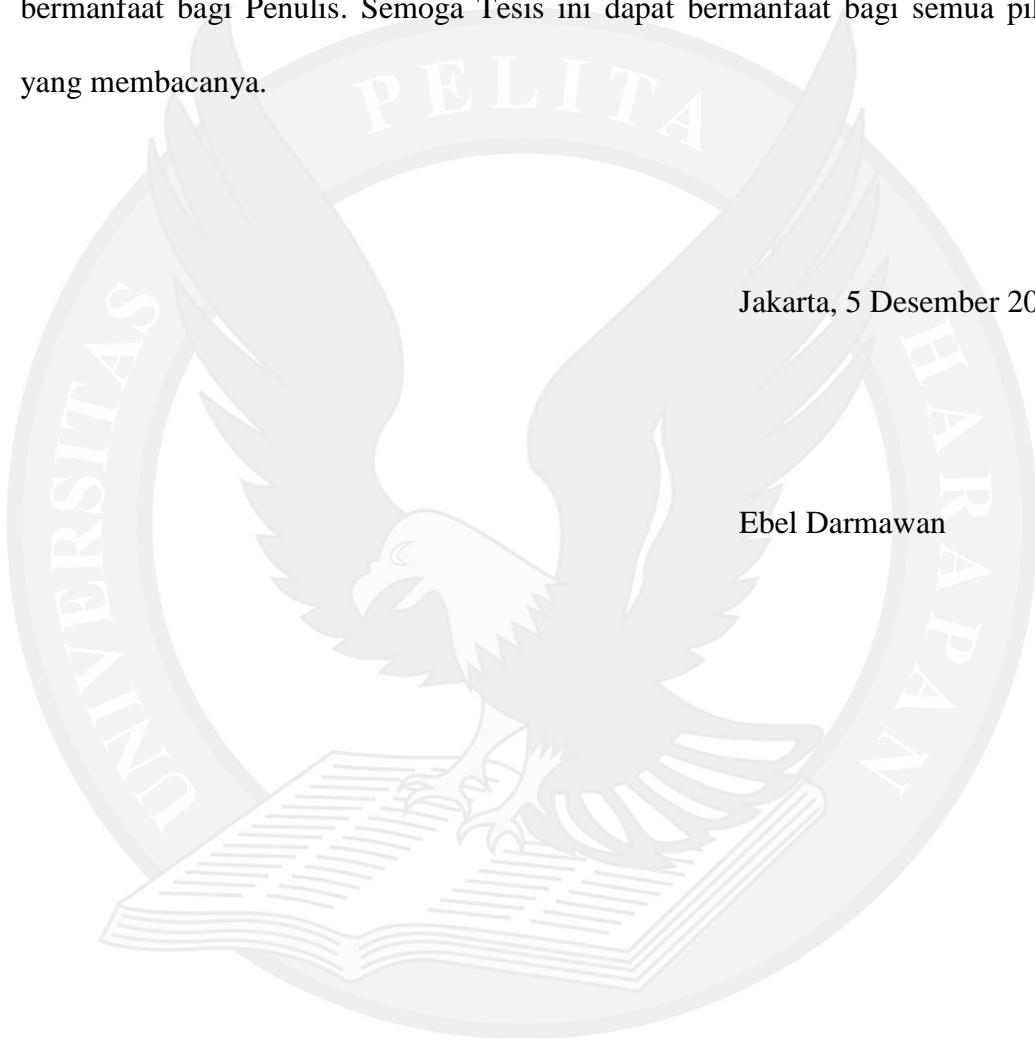 bermanfaat bagi Penulis. Semoga Tesis ini dapat bermanfaat bagi semua
yang membacanya.
PELITA
Jakarta, 5 Desember 20
UNIVERSITAS
HARAPAN
Ebel Darmawan